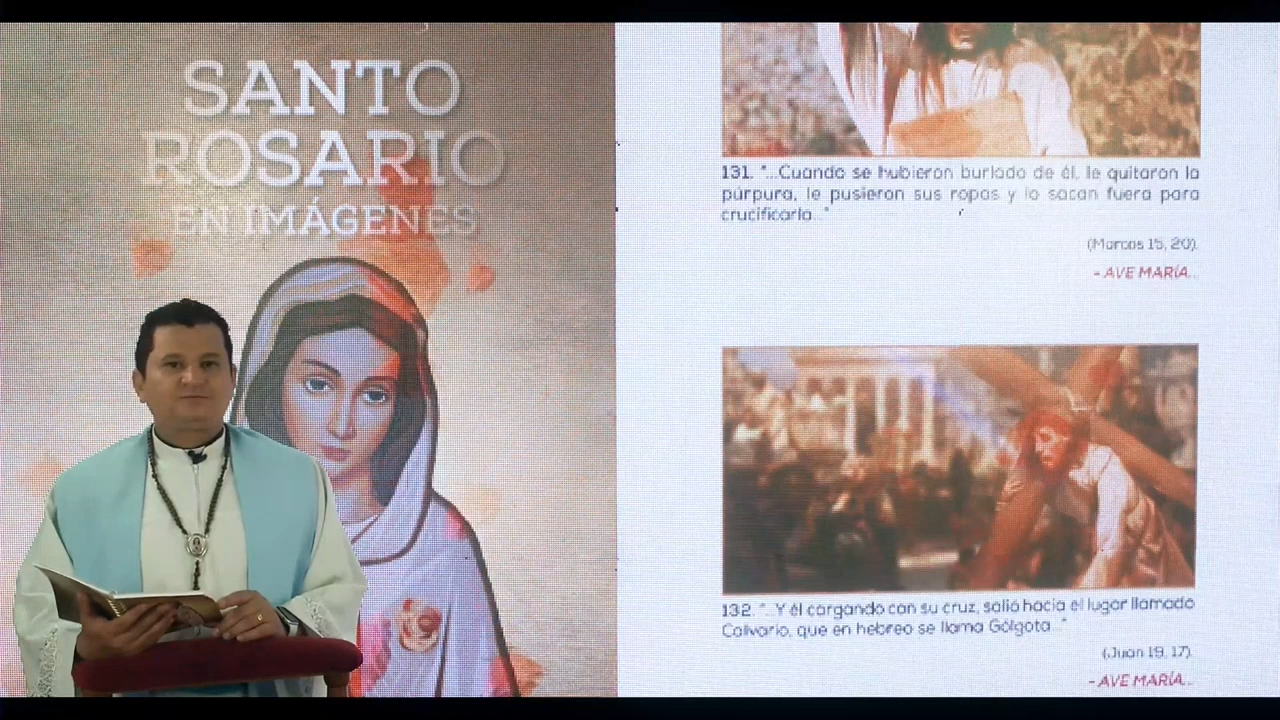 SANTO
ROSARIO
EN IMÁGENES
131. "...Cuando se hubieron burlado de él, le quitaron la
púrpura, le pusieron sus ropas y lo sacan fuera para
crucificarla..."
(Marcos 15, 20).
- AVE MARÍA...
132. "...Y él cargando con su cruz, salió hacia el lugar llamado
Calvario, que en hebreo se llama Gólgota..."
(Juan 19, 17).
- AVE MARÍA...